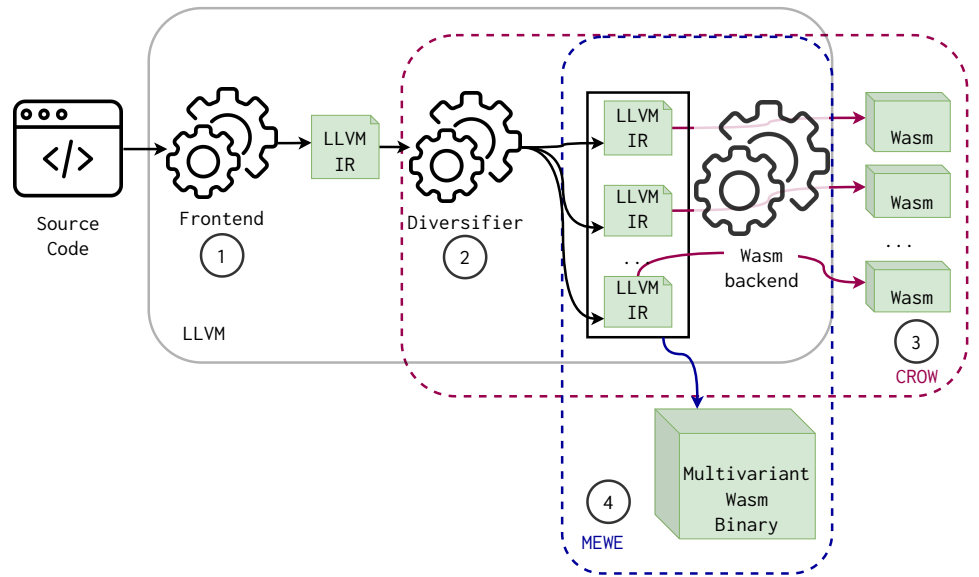 </>
Source
Code
Frontend
1
LLVM
LLVM
IR
Diversifier
2
LLVM
IR
LLVM
IR
...
LLVM
IR
Wasm
backend
Wasm
Wasm
...
Wasm
3
CROW
Multivariant
Wasm
Binary
4
MEWE